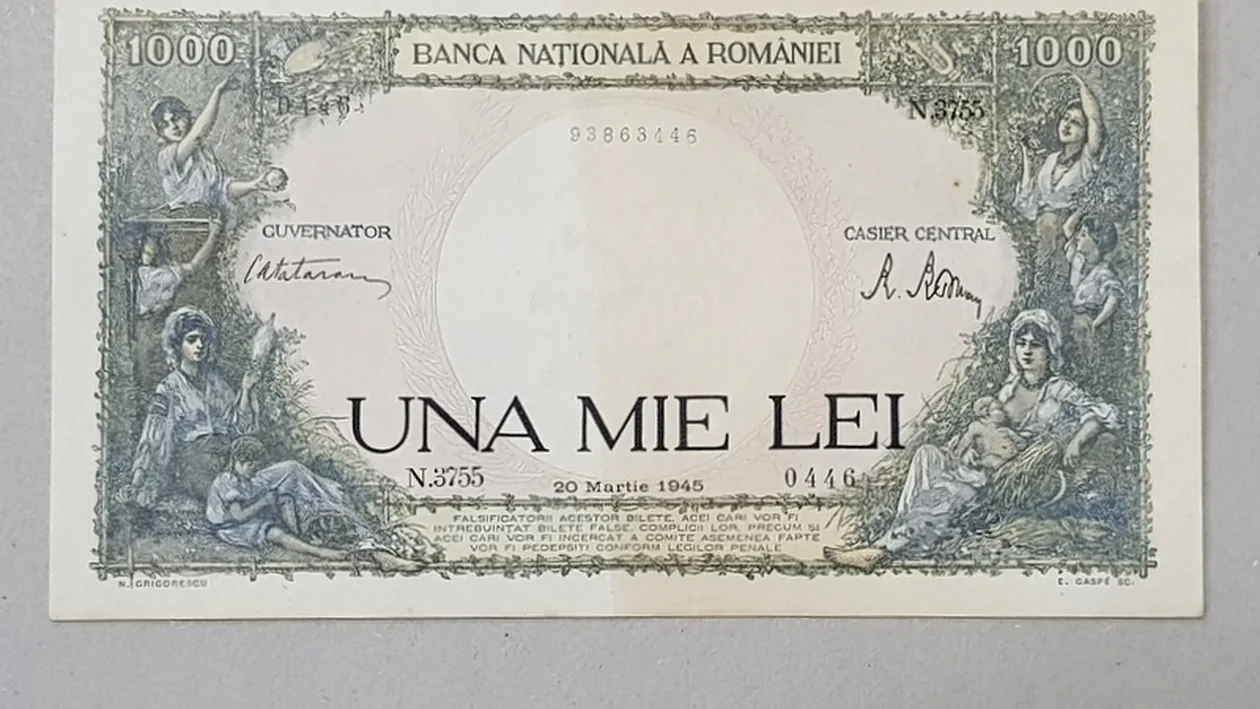 1000 BANCA NAȚIONALĂ A ROMÂNIEI 1000
0446 N.3755
93863446
GUVERNATOR CASIER CENTRAL
UNA MIE LEI
N.3755 20 Martie 1945 0446
FALSIFICATORII ACESTOR BILETE, ACEI CARI VOR FI
INTREBUINȚAT BILETE FALSE, COMPLICII LOR, PRECUM ȘI
ACEI CARI VOR FI INCERCAT A COMITE ASEMENEA FAPTE
VOR FI PEDEPSITI CONFORM LEGILOR PENALE
N. GRIGORESCU E. GASPÉ SC.